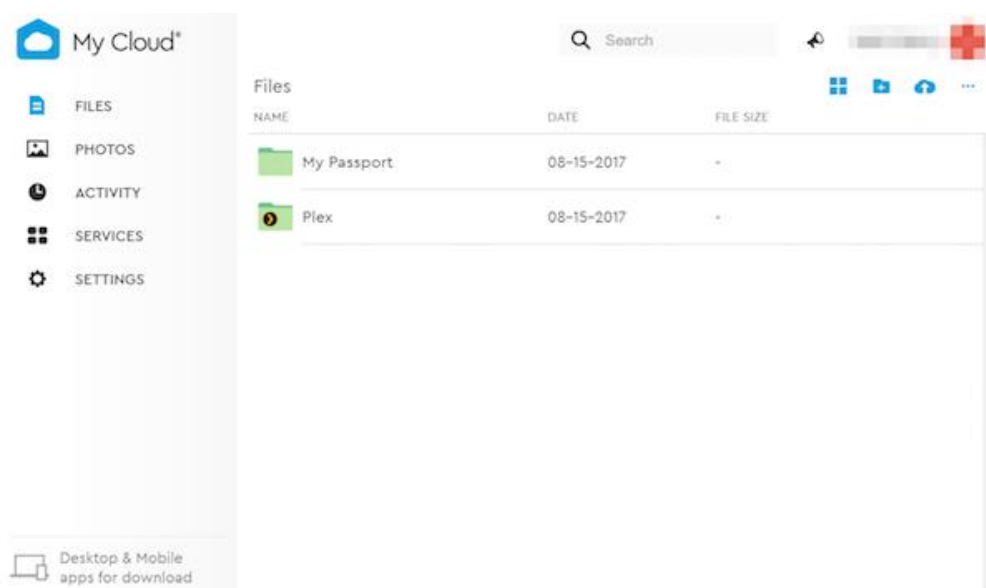 My Cloud®
Search
FILES
PHOTOS
ACTIVITY
SERVICES
SETTINGS
Desktop & Mobile
apps for download
Files
NAME DATE FILE SIZE
My Passport 08-15-2017 -
Plex 08-15-2017 -